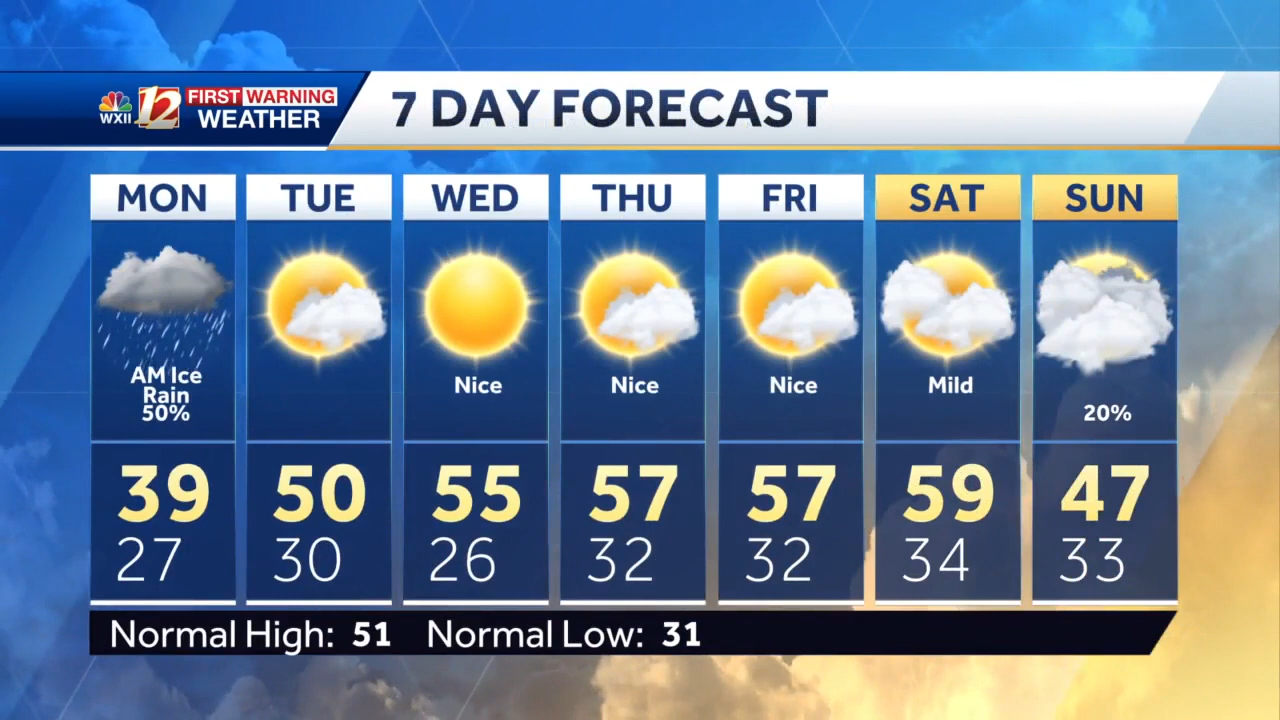 WXII 12 FIRST WARNING
WEATHER
7 DAY FORECAST
MON TUE WED THU FRI SAT SUN
AM Ice
Rain
50%
Nice Nice Nice Mild
20%
39 50 55 57 57 59 47
27 30 26 32 32 34 33
Normal High: 51 Normal Low: 31